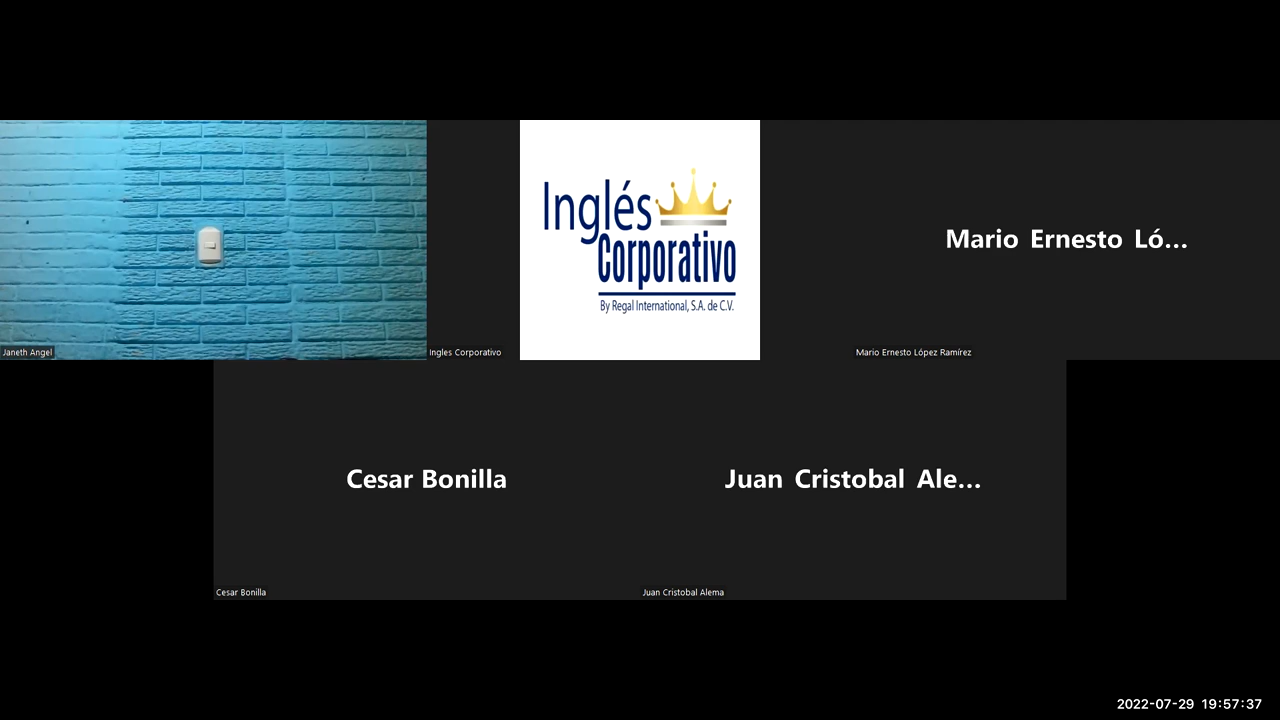 Inglés
Corporativo
By Regal International, S.A. de C.V.
Mario Ernesto Ló...
Janeth Angel
Ingles Corporativo
Mario Ernesto López Ramírez
Cesar Bonilla
Juan Cristobal Ale...
Cesar Bonilla
Juan Cristobal Alema
2022-07-29 19:57:37